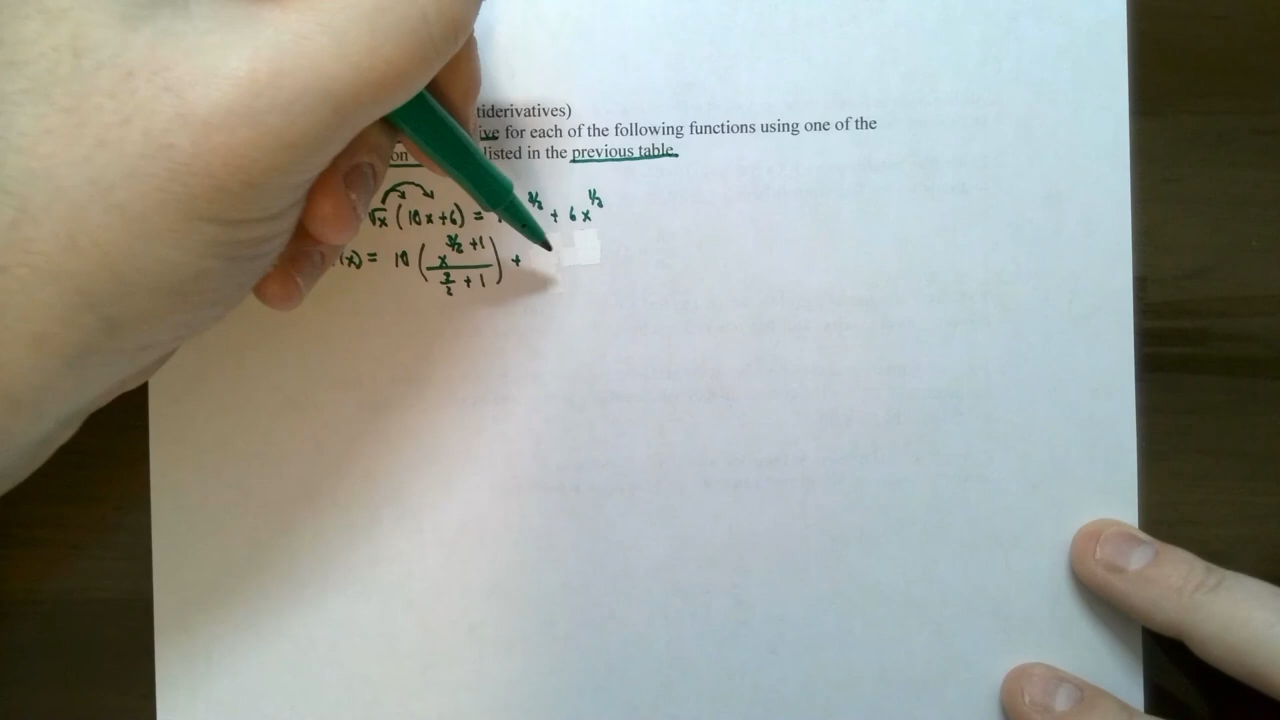 tiderivatives)
ive for each of the following functions using one of the
on listed in the previous table.
√x (10x+6) = x^3/2 + 6x^1/2
(x) = 10 (x^(3/2 +1) / (3/2 + 1)) +